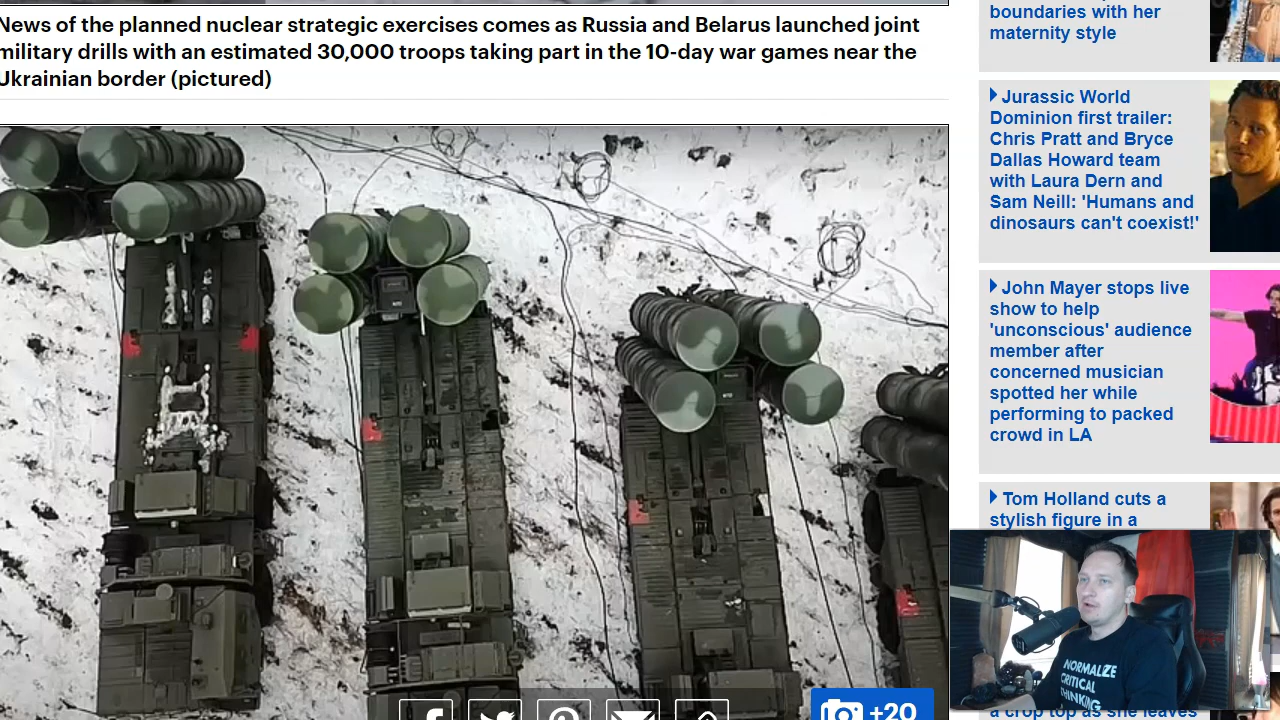 News of the planned nuclear strategic exercises comes as Russia and Belarus launched joint
military drills with an estimated 30,000 troops taking part in the 10-day war games near the
Ukrainian border (pictured)
boundaries with her
maternity style
Jurassic World
Dominion first trailer:
Chris Pratt and Bryce
Dallas Howard team
with Laura Dern and
Sam Neill: 'Humans and
dinosaurs can't coexist!'
John Mayer stops live
show to help
'unconscious' audience
member after
concerned musician
spotted her while
performing to packed
crowd in LA
Tom Holland cuts a
stylish figure in a
NORMALIZE
CRITICAL
THINKING
a crop top as she leaves
+20